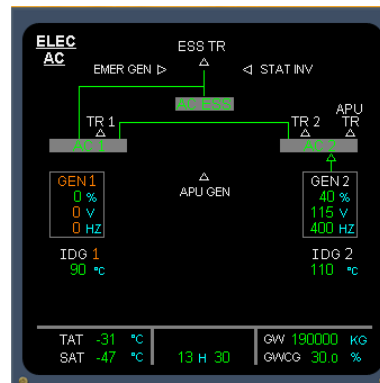 ELEC
AC
ESS TR
EMER GEN
STAT INV
AC ESS
APU
TR 1
TR 2
TR
AC 1
AC 2
GEN 1
0 %
0 V
0 HZ
APU GEN
GEN 2
40 %
115 V
400 HZ
IDG 1
90 °C
IDG 2
110 °C
TAT -31 °C
SAT -47 °C
13 H 30
GW 190000 KG
GWCG 30.0 %